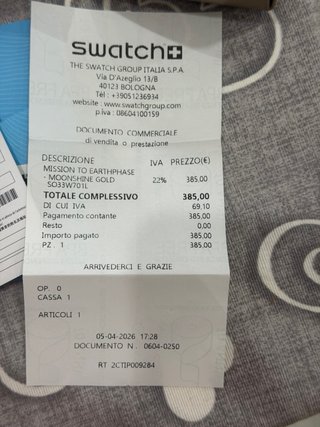 swatch
THE SWATCH GROUP ITALIA S.P.A.
Via D'Azeglio 13/B
40123 BOLOGNA
Tel : +39051236934
website : www.swatchgroup.com
p.iva : 08604100159
DOCUMENTO COMMERCIALE
di vendita o prestazione
DESCRIZIONE IVA PREZZO(€)
MISSION TO EARTHPHASE
- MOONSHINE GOLD 22% 385,00
SO33W701L
TOTALE COMPLESSIVO 385,00
DI CUI IVA 69,10
Pagamento contante 385,00
Resto 0,00
Importo pagato 385,00
PZ . 1 385,00
ARRIVEDERCI E GRAZIE
OP. 0
CASSA 1
ARTICOLI 1
05-04-2026 17:28
DOCUMENTO N. 0604-0250
RT 2CTIP009284